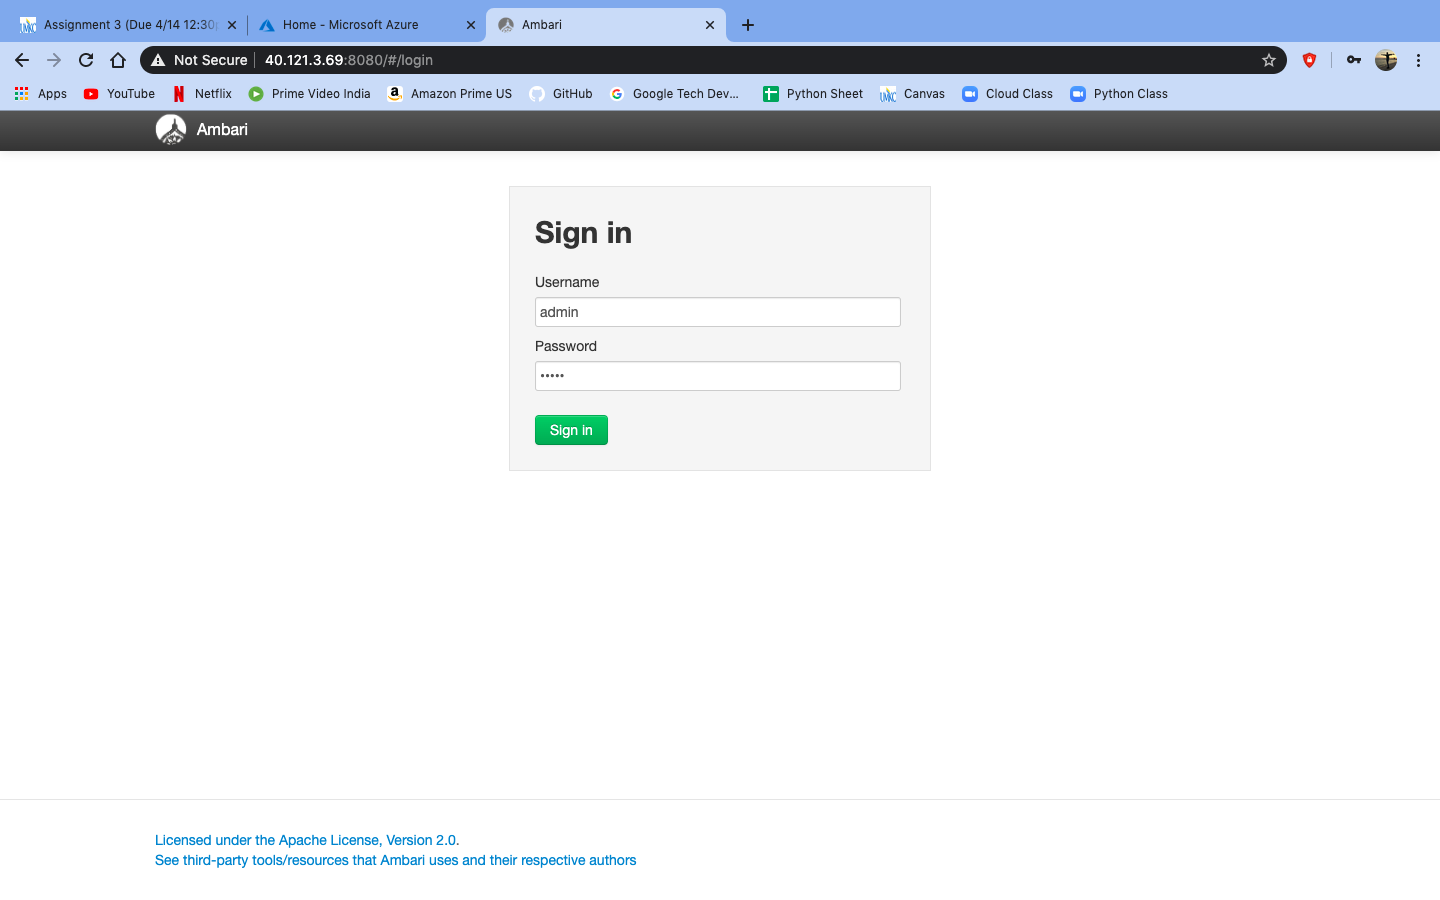 Assignment 3 (Due 4/14 12:30p
Home - Microsoft Azure
Ambari
Not Secure
40.121.3.69:8080/#/login
Apps
YouTube
Netflix
Prime Video India
Amazon Prime US
GitHub
Google Tech Dev...
Python Sheet
Canvas
Cloud Class
Python Class
Ambari
Sign in
Username
admin
Password
•••••
Sign in
Licensed under the Apache License, Version 2.0.
See third-party tools/resources that Ambari uses and their respective authors